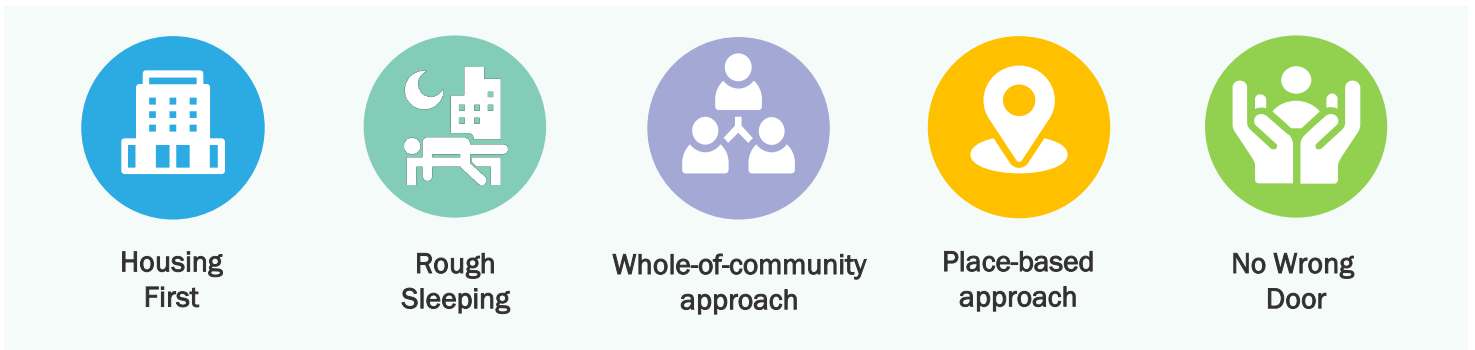 Housing
First
Rough
Sleeping
Whole-of-community
approach
Place-based
approach
No Wrong
Door